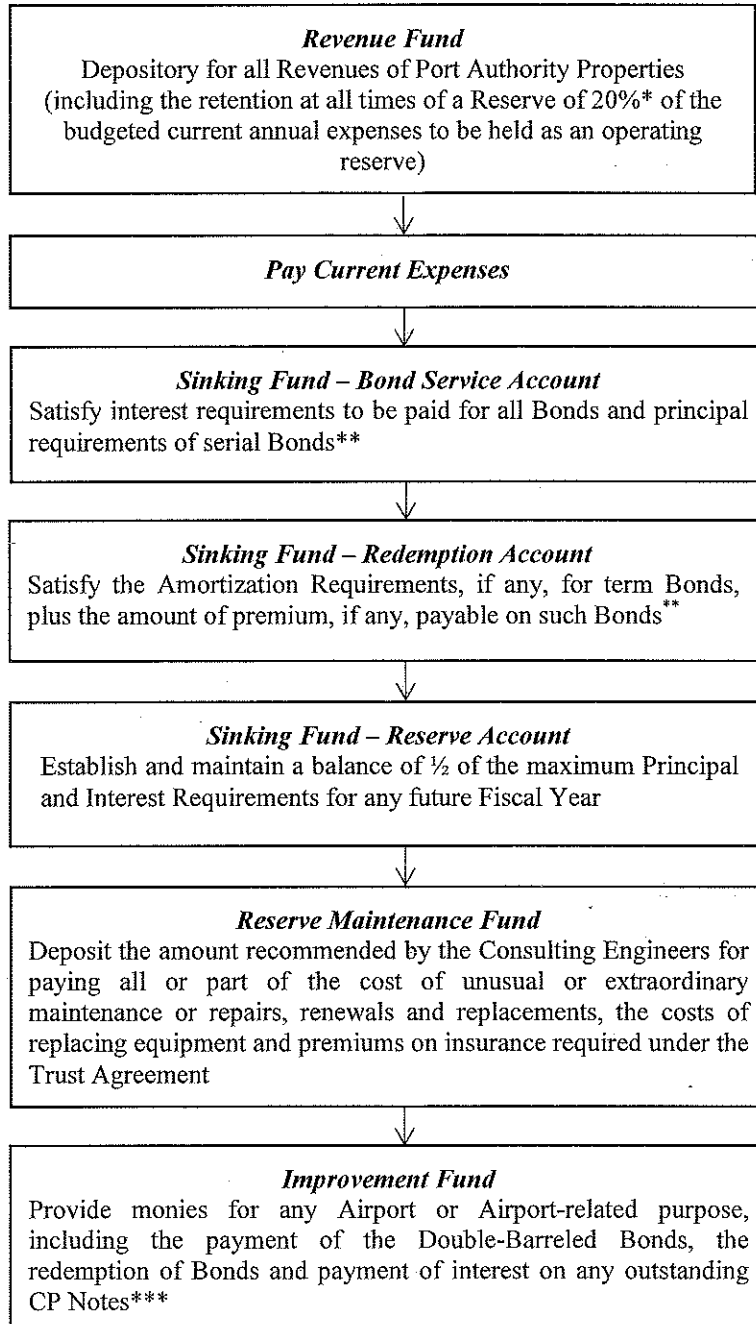 Revenue Fund
Depository for all Revenues of Port Authority Properties
(including the retention at all times of a Reserve of 20%* of the
budgeted current annual expenses to be held as an operating
reserve)
Pay Current Expenses
Sinking Fund – Bond Service Account
Satisfy interest requirements to be paid for all Bonds and principal
requirements of serial Bonds**
Sinking Fund – Redemption Account
Satisfy the Amortization Requirements, if any, for term Bonds,
plus the amount of premium, if any, payable on such Bonds**
Sinking Fund – Reserve Account
Establish and maintain a balance of ½ of the maximum Principal
and Interest Requirements for any future Fiscal Year
Reserve Maintenance Fund
Deposit the amount recommended by the Consulting Engineers for
paying all or part of the cost of unusual or extraordinary
maintenance or repairs, renewals and replacements, the costs of
replacing equipment and premiums on insurance required under the
Trust Agreement
Improvement Fund
Provide monies for any Airport or Airport-related purpose,
including the payment of the Double-Barreled Bonds, the
redemption of Bonds and payment of interest on any outstanding
CP Notes***